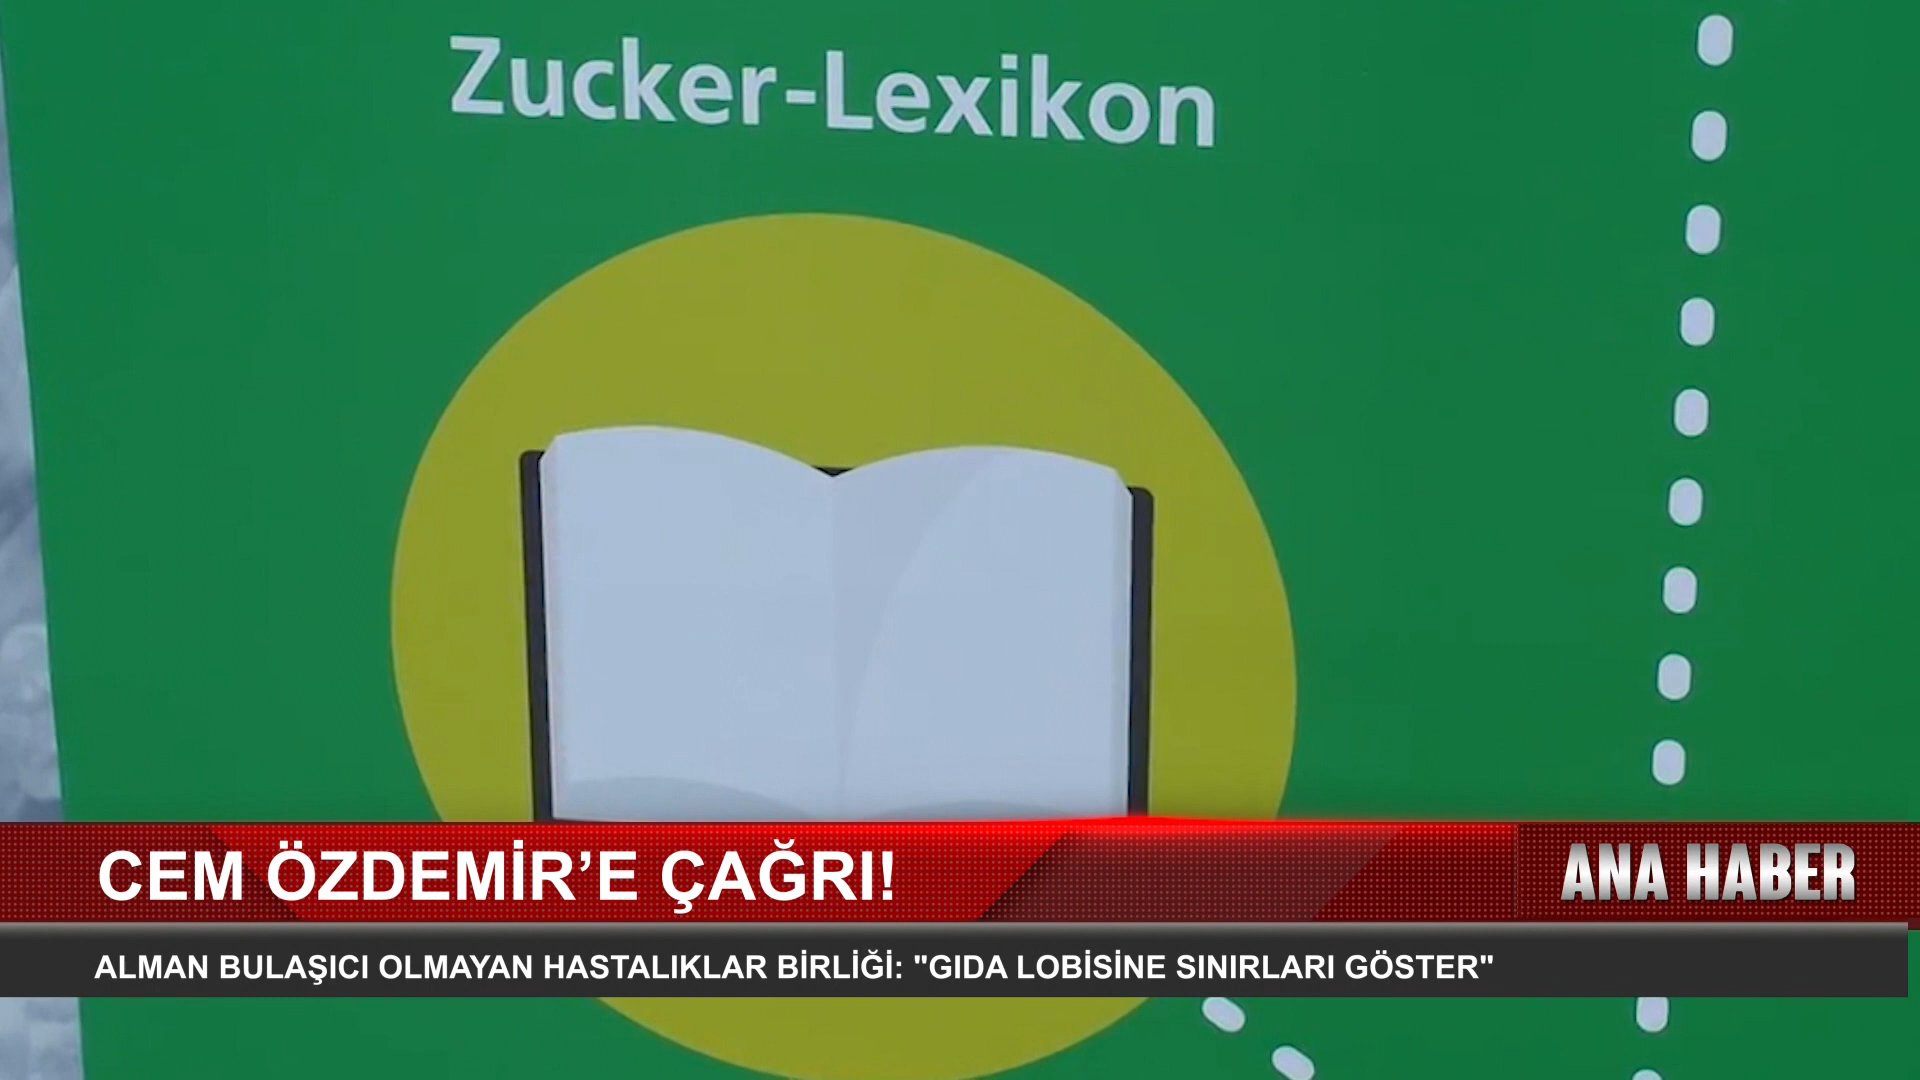 Zucker-Lexikon
CEM ÖZDEMİR’E ÇAĞRI!
ANA HABER
ALMAN BULAŞICI OLMAYAN HASTALIKLAR BİRLİĞİ: "GIDA LOBİSİNE SINIRLARI GÖSTER"